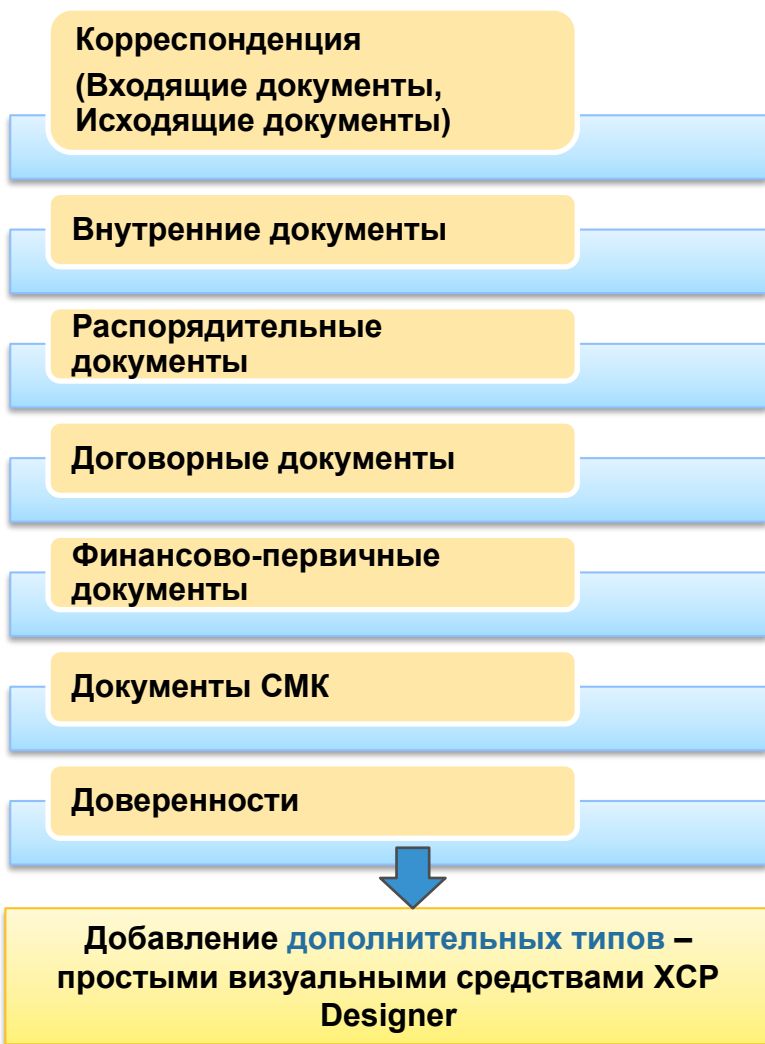 Корреспонденция
(Входящие документы,
Исходящие документы)
Внутренние документы
Распорядительные
документы
Договорные документы
Финансово-первичные
документы
Документы СМК
Доверенности
Добавление дополнительных типов –
простыми визуальными средствами XCP
Designer